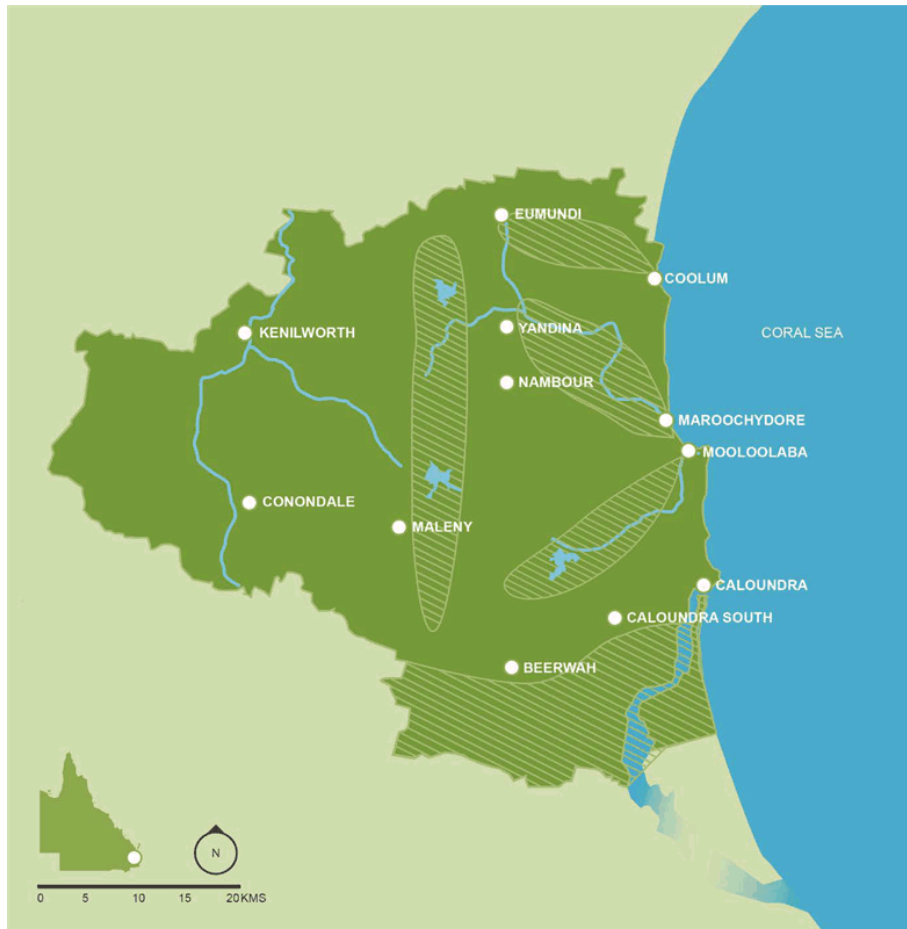 EUMUNDI
COOLUM
KENILWORTH
YANDINA
CORAL SEA
NAMBOUR
MAROOCHYDORE
MOOLOOLABA
CONONDALE
MALENY
CALOUNDRA
CALOUNDRA SOUTH
BEERWAH
N
0 5 10 15 20KMS